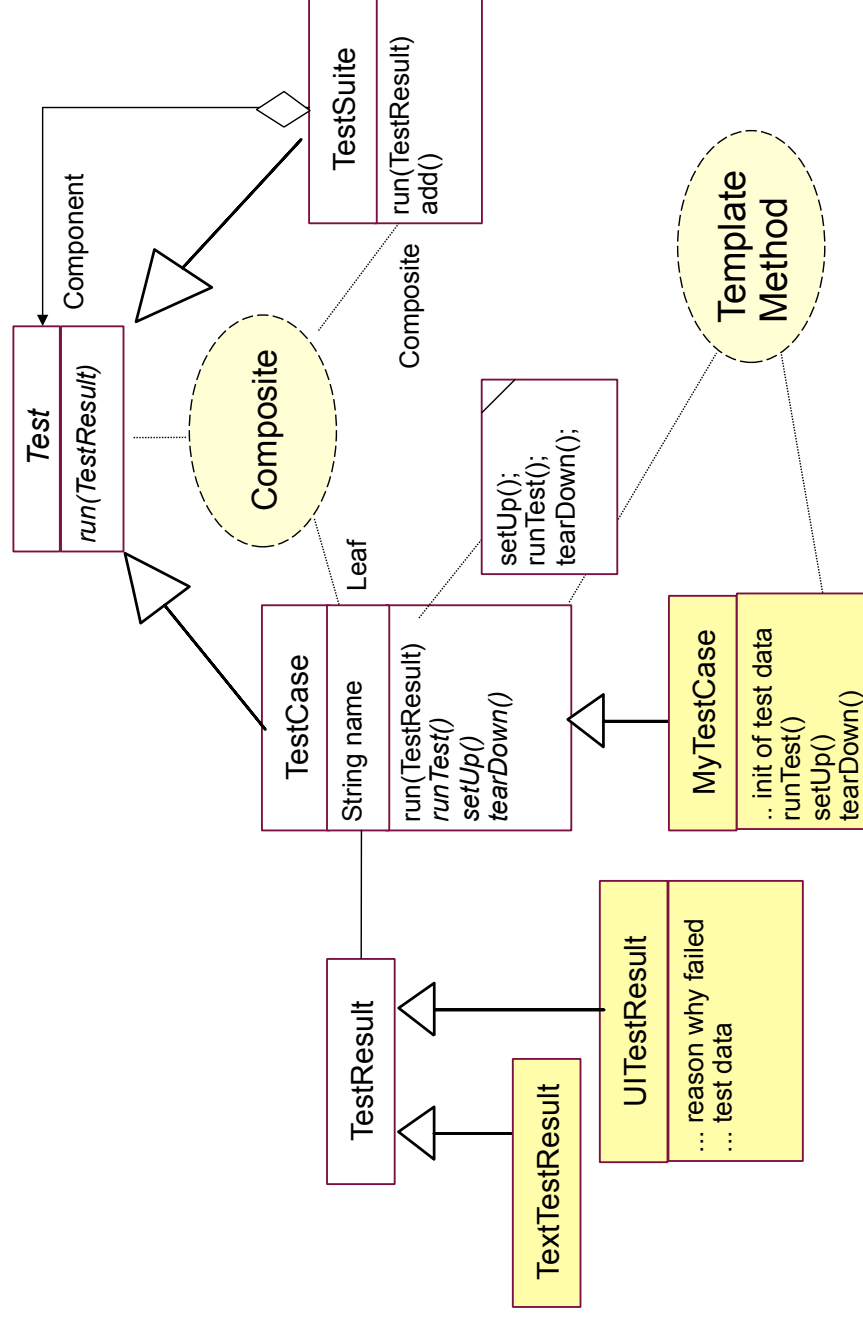 Test
run(TestResult)
Component
TestSuite
run(TestResult)
add()
Composite
Composite
Leaf
TestCase
String name
run(TestResult)
runTest()
setUp()
tearDown()
setUp();
runTest();
tearDown();
Template
Method
TestResult
TextTestResult
UITestResult
... reason why failed
... test data
MyTestCase
.. init of test data
runTest()
setUp()
tearDown()